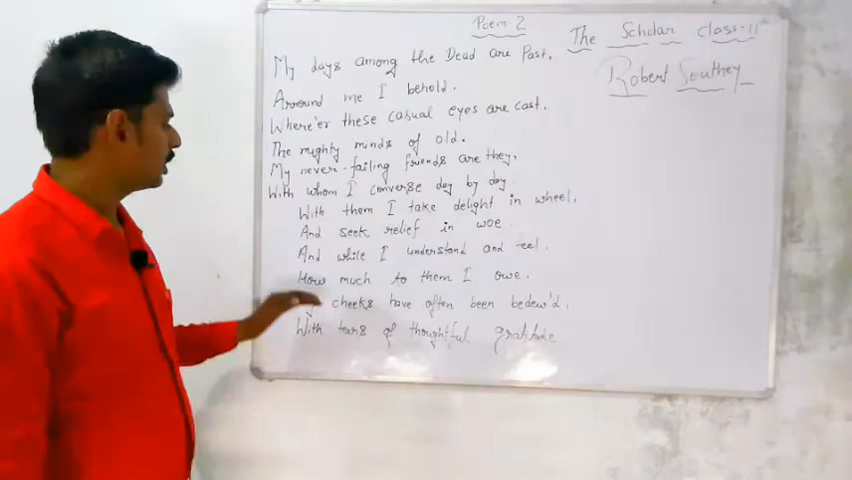 Poem-2 The Scholar Class-11th
Robert Southey
My days among the Dead are Past,
Arround me I behold.
Where'er these casual eyes are cast.
The mighty minds of old.
My never-failing friends are they,
With whom I converse day by day.
With them I take delight in wheel,
And seek relief in woe.
And while I understand and feel.
How much to them I owe.
cheeks have often been bedew'd.
With tears of thoughtful gratitude